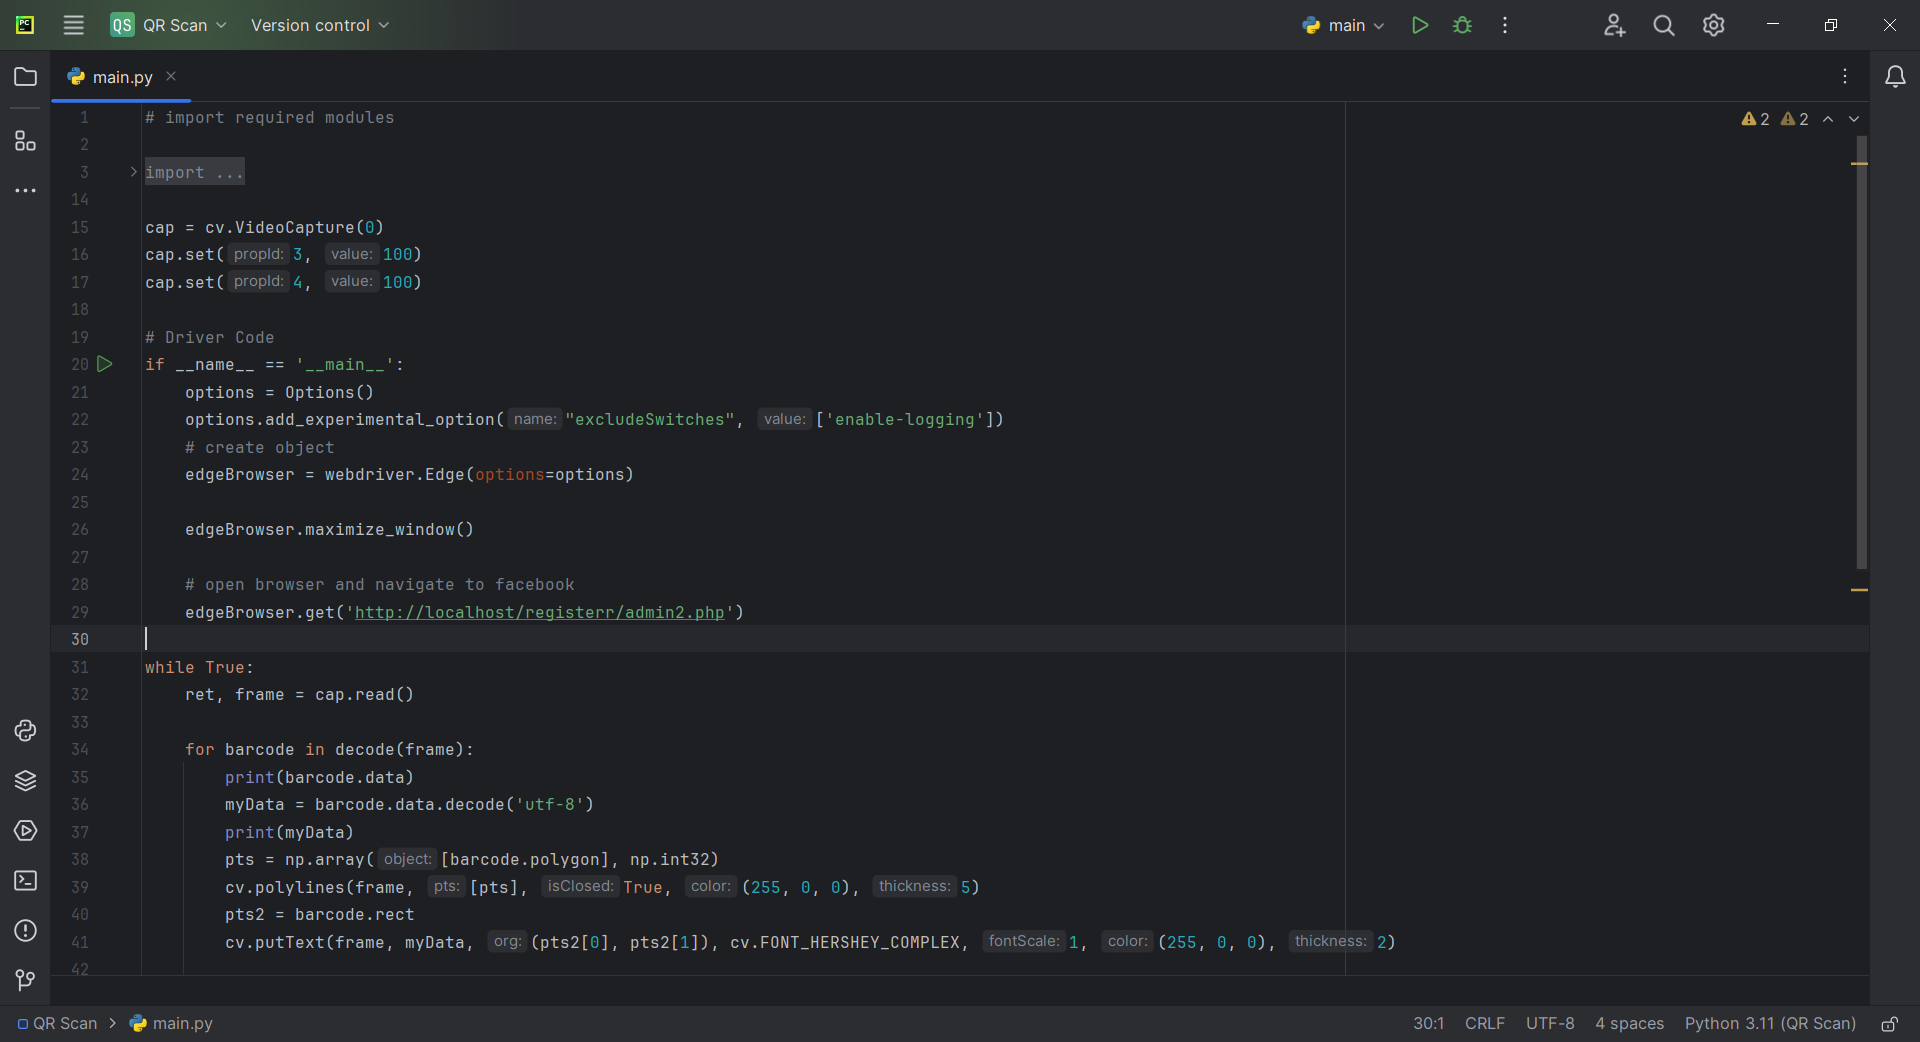 PC QS QR Scan Version control main
main.py
1 # import required modules 2 2
2
3 import ...
14
15 cap = cv.VideoCapture(0)
16 cap.set( propId: 3, value: 100)
17 cap.set( propId: 4, value: 100)
18
19 # Driver Code
20 if __name__ == '__main__':
21 options = Options()
22 options.add_experimental_option( name: "excludeSwitches", value: ['enable-logging'])
23 # create object
24 edgeBrowser = webdriver.Edge(options=options)
25
26 edgeBrowser.maximize_window()
27
28 # open browser and navigate to facebook
29 edgeBrowser.get('http://localhost/registerr/admin2.php')
30
31 while True:
32 ret, frame = cap.read()
33
34 for barcode in decode(frame):
35 print(barcode.data)
36 myData = barcode.data.decode('utf-8')
37 print(myData)
38 pts = np.array( object: [barcode.polygon], np.int32)
39 cv.polylines(frame, pts: [pts], isClosed: True, color: (255, 0, 0), thickness: 5)
40 pts2 = barcode.rect
41 cv.putText(frame, myData, org: (pts2[0], pts2[1]), cv.FONT_HERSHEY_COMPLEX, fontScale: 1, color: (255, 0, 0), thickness: 2)
42
QR Scan > main.py 30:1 CRLF UTF-8 4 spaces Python 3.11 (QR Scan)